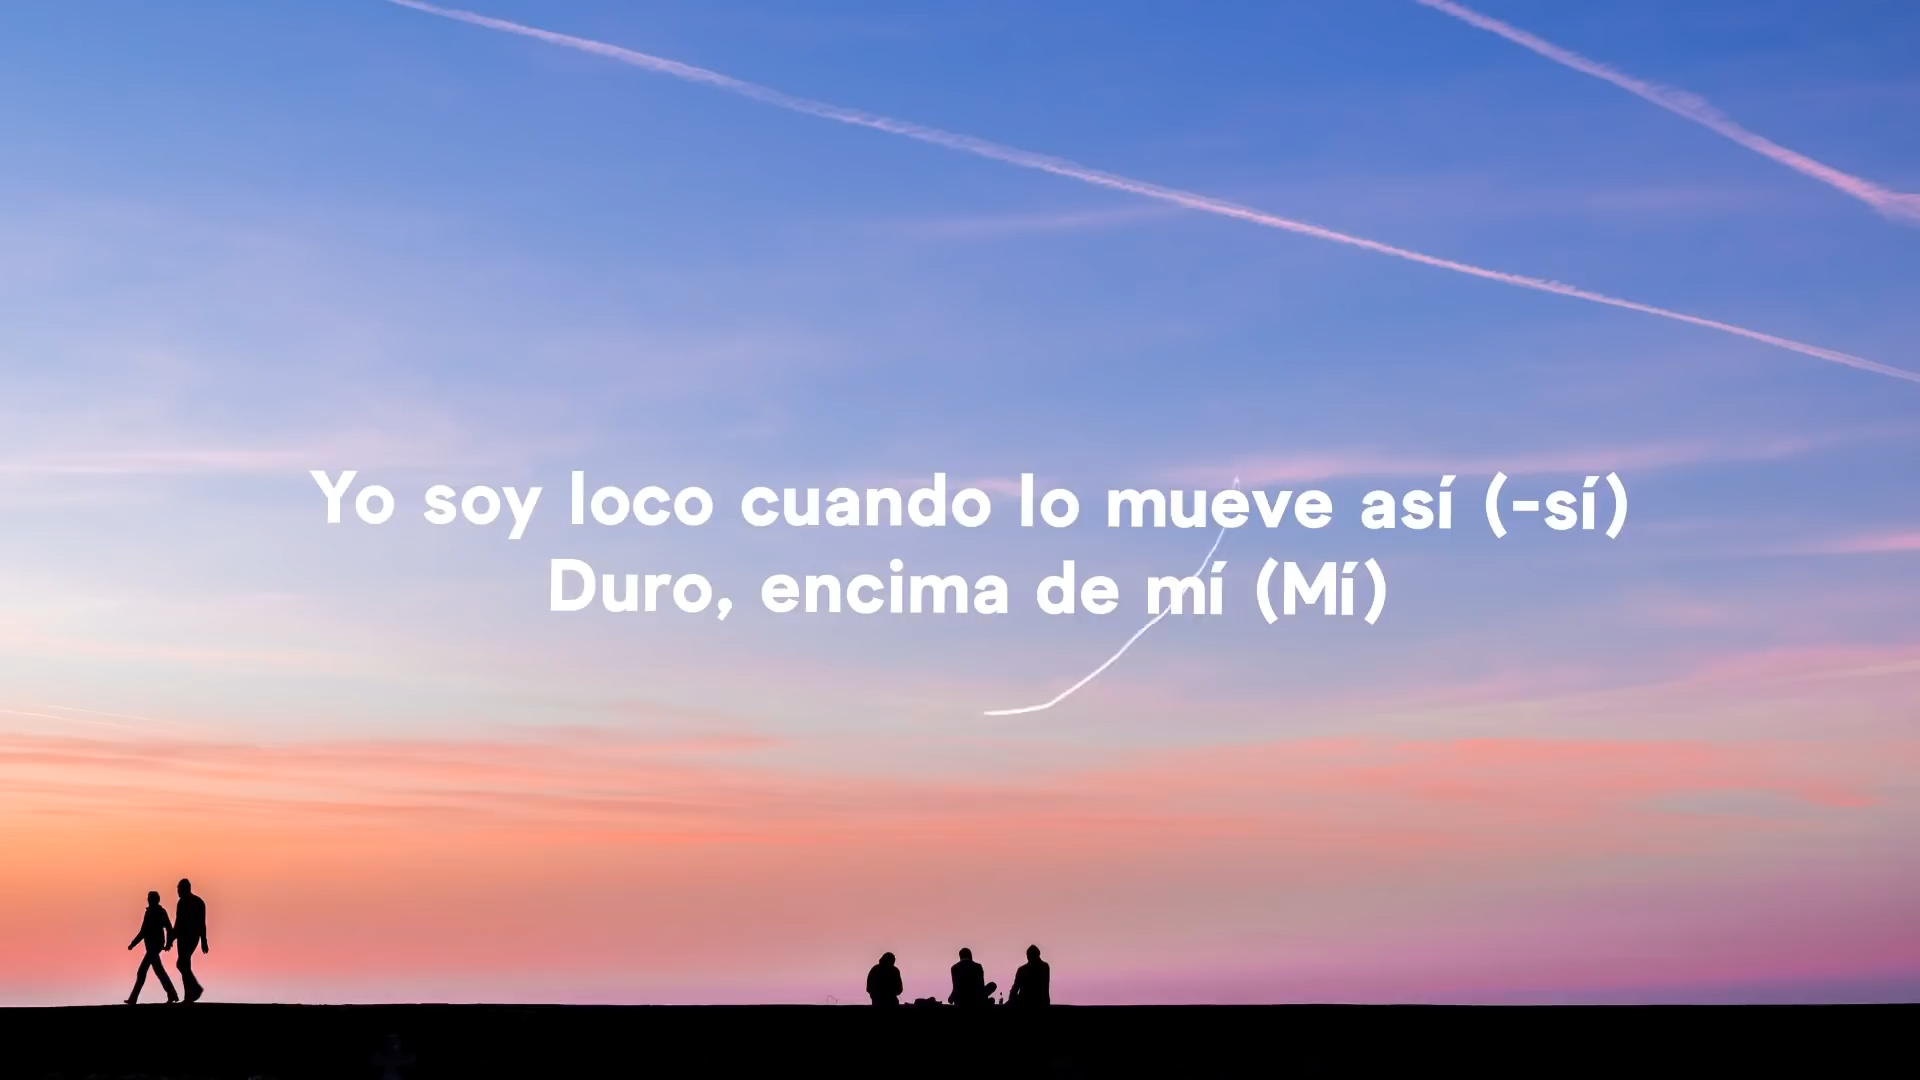 Yo soy loco cuando lo mueve así (-sí)
Duro, encima de mí (Mí)